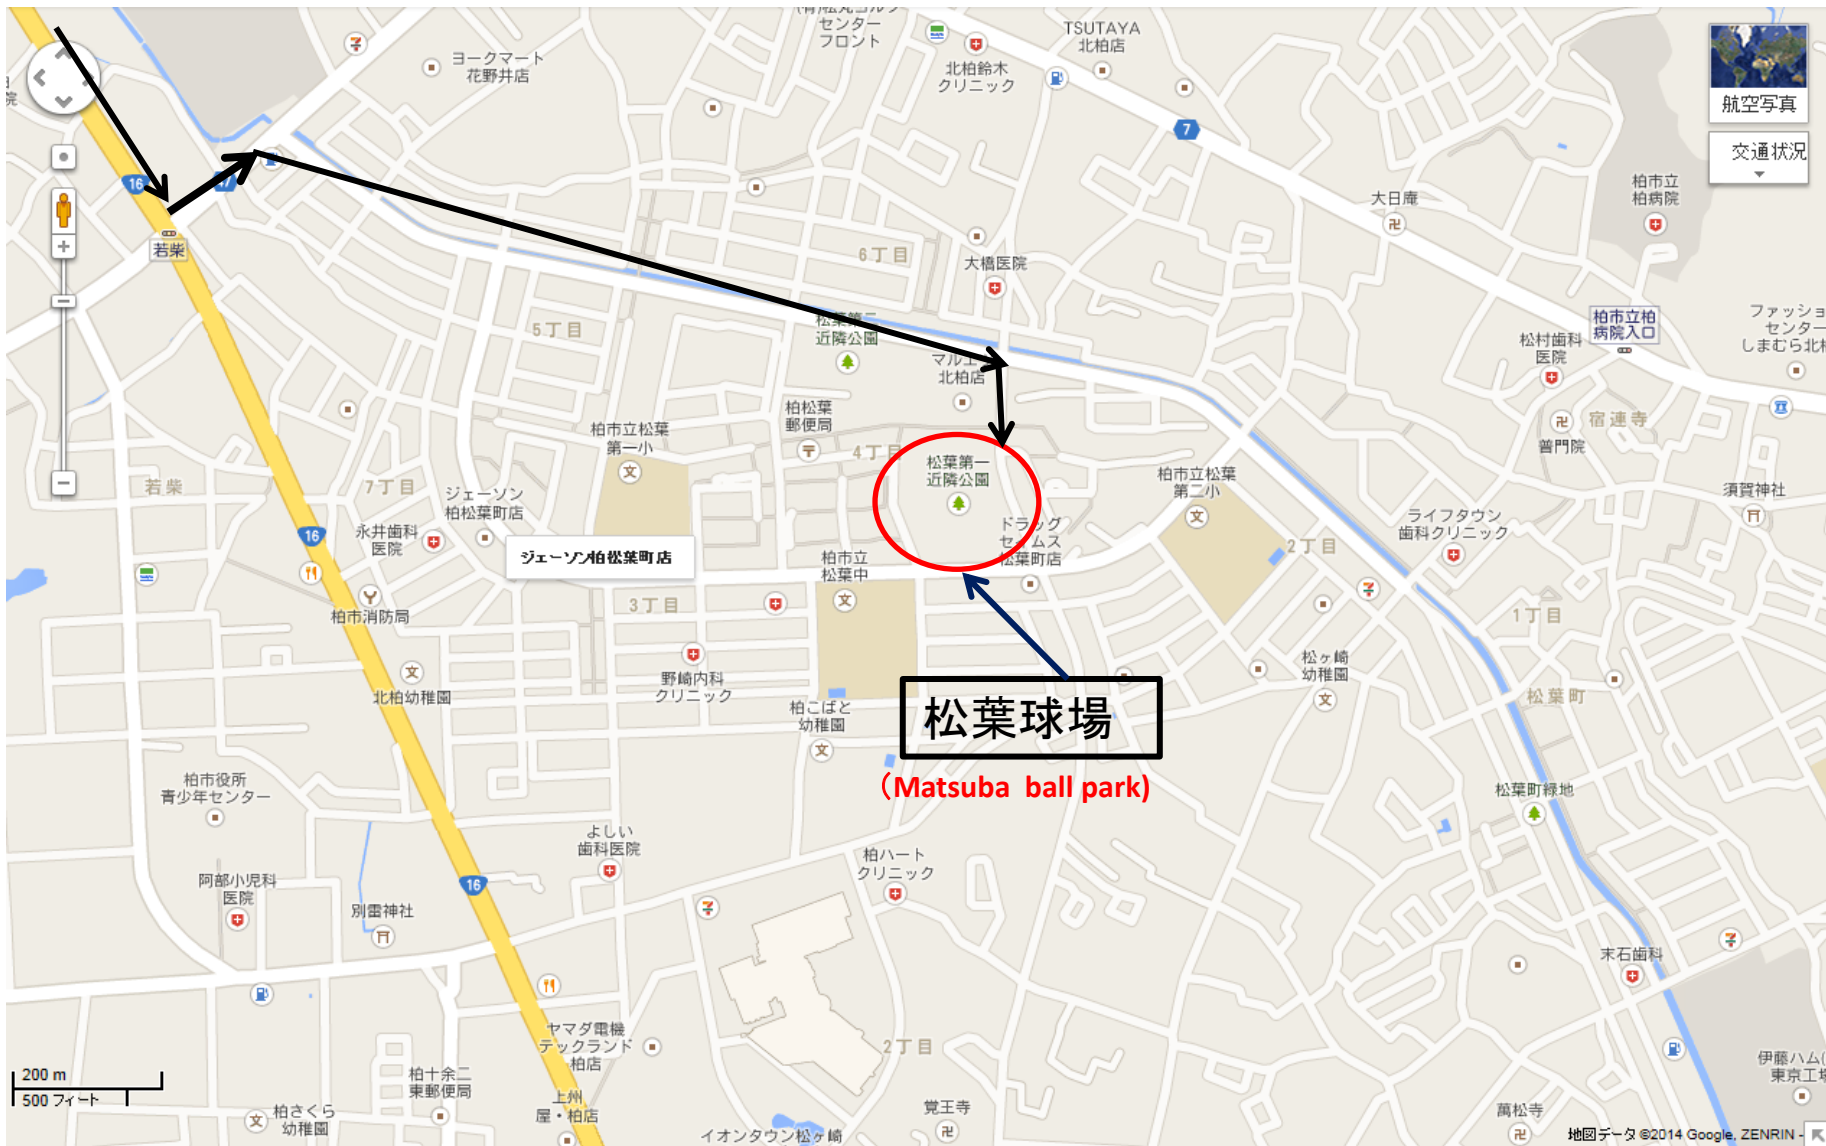 センター
フロント
TSUTAYA
北柏店
ヨークマート
花野井店
北柏鈴木
クリニック
航空写真
交通状況
7
16
若柴
大日庵
柏市立
柏病院
6丁目
大橋医院
5丁目
近隣公園
北柏店
柏市立柏
病院入口
松村歯科
医院
ファッショ
センター
しまむら北柏
柏松葉
郵便局
柏市立松葉
第一小
4丁目
松葉第一
近隣公園
宿連寺
普門院
柏市立松葉
第二小
須賀神社
若柴
7丁目
ジェーソン
柏松葉町店
永井歯科
医院
16
ジェーソン柏松葉町店
ドラッグ
セイムス
松葉町店
ライフタウン
歯科クリニック
2丁目
柏市立
松葉中
柏市消防局
3丁目
1丁目
野崎内科
クリニック
北柏幼稚園
松ヶ崎
幼稚園
松葉町
柏こばと
幼稚園
松葉球場
(Matsuba ball park)
柏市役所
青少年センター
松葉町緑地
よしい
歯科医院
柏ハート
クリニック
16
阿部小児科
医院
別雷神社
末石歯科
ヤマダ電機
テックランド
柏店
2丁目
200 m
500 フィート
柏十余二
東郵便局
伊藤ハム(
東京工場
上州
屋・柏店
柏さくら
幼稚園
覚王寺
萬松寺
イオンタウン松ヶ崎
地図データ ©2014 Google, ZENRIN -